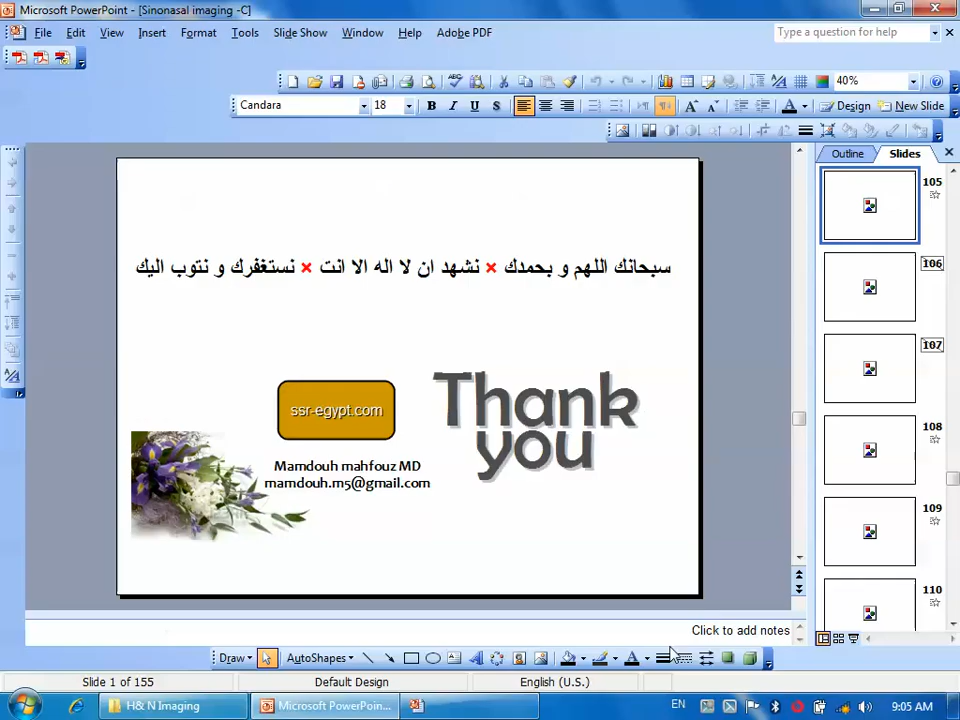 Microsoft PowerPoint - [Sinonasal imaging -C]
File Edit View Insert Format Tools Slide Show Window Help Adobe PDF
Type a question for help
40%
Candara 18 Design New Slide
Outline Slides
105
106
107
108
109
110
سبحانك اللهم و بحمدك × نشهد ان لا اله الا انت × نستغفرك و نتوب اليك
Thank
you
ssr-egypt.com
Mamdouh mahfouz MD
mamdouh.m5@gmail.com
Click to add notes
Draw AutoShapes
Slide 1 of 155 Default Design English (U.S.)
H& N Imaging Microsoft PowerPoin... EN 9:05 AM